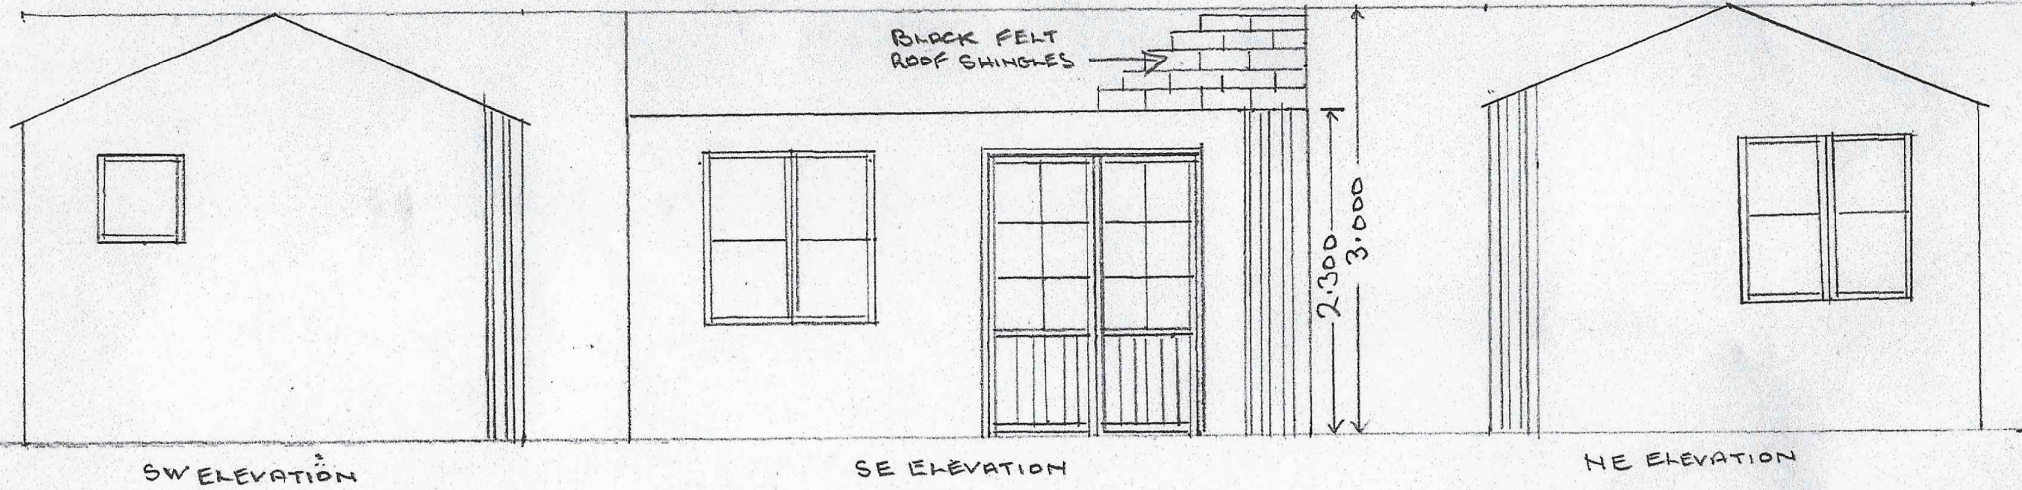 BLACK FELT
ROOF SHINGLES
2.300
3.000
SW ELEVATION
SE ELEVATION
NE ELEVATION